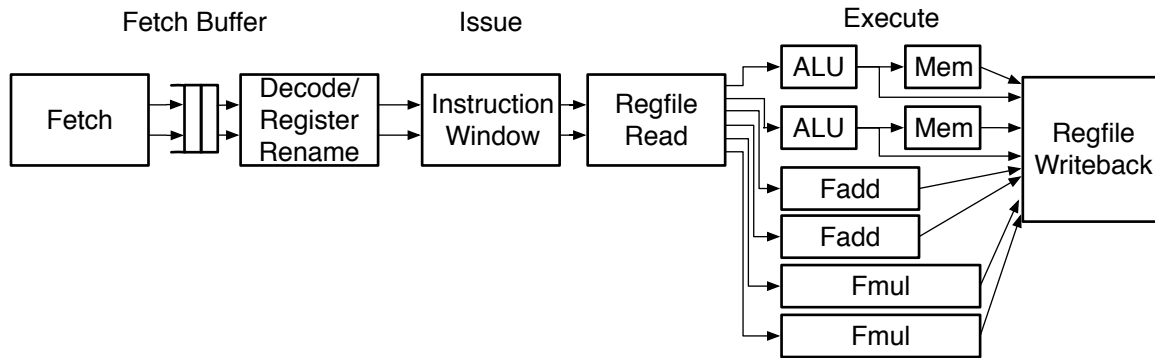 Fetch Buffer
Issue
Execute
Fetch
Decode/
Register
Rename
Instruction
Window
Regfile
Read
ALU
Mem
ALU
Mem
Fadd
Fadd
Fmul
Fmul
Regfile
Writeback